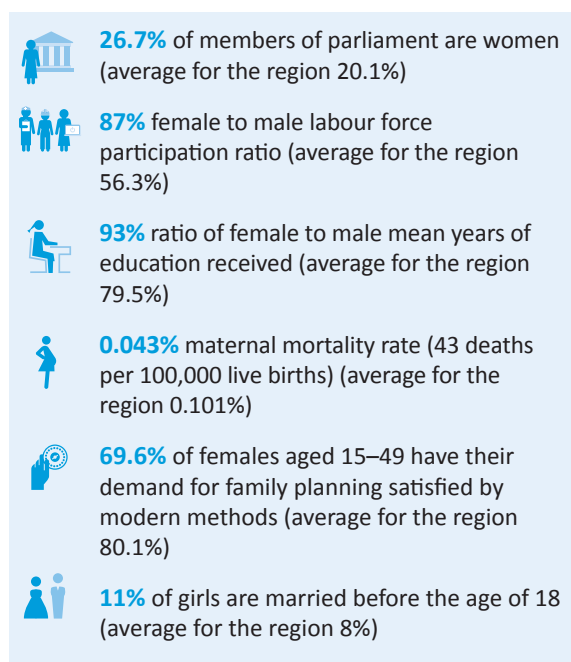 26.7% of members of parliament are women
(average for the region 20.1%)
87% female to male labour force
participation ratio (average for the region
56.3%)
93% ratio of female to male mean years of
education received (average for the region
79.5%)
0.043% maternal mortality rate (43 deaths
per 100,000 live births) (average for the
region 0.101%)
69.6% of females aged 15–49 have their
demand for family planning satisfied by
modern methods (average for the region
80.1%)
11% of girls are married before the age of 18
(average for the region 8%)